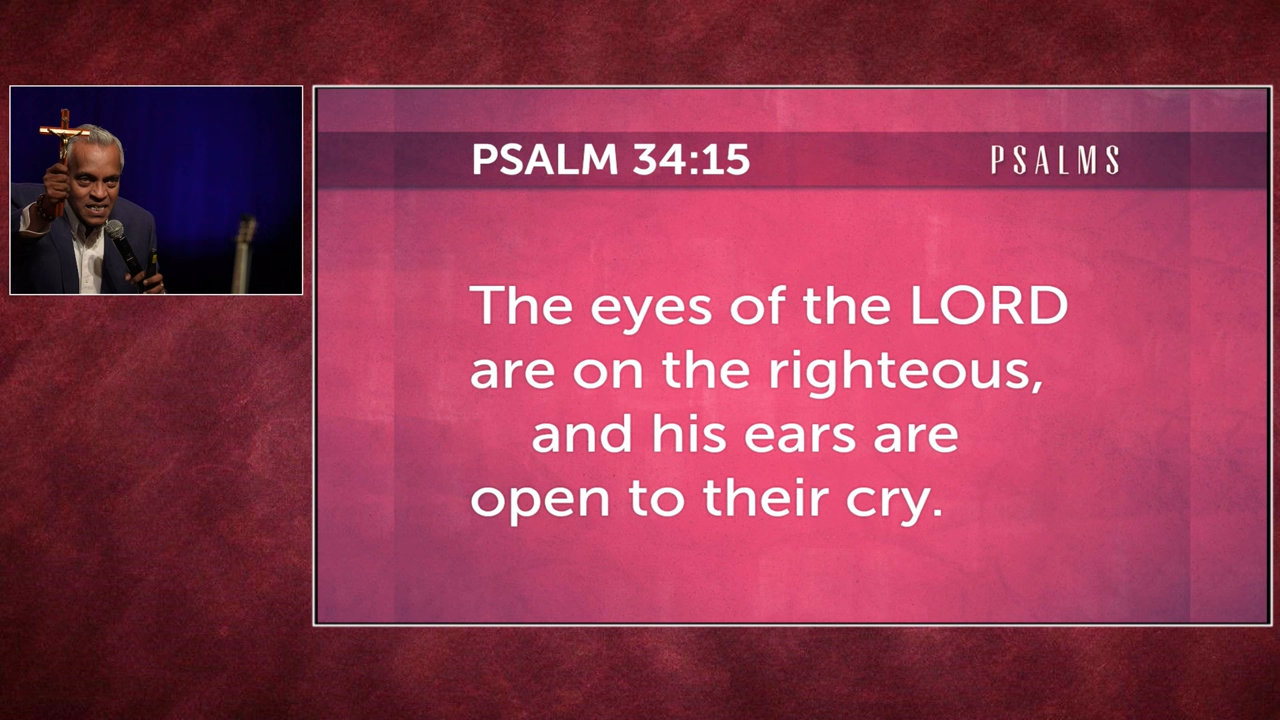 PSALM 34:15
PSALMS
The eyes of the LORD
are on the righteous,
and his ears are
open to their cry.